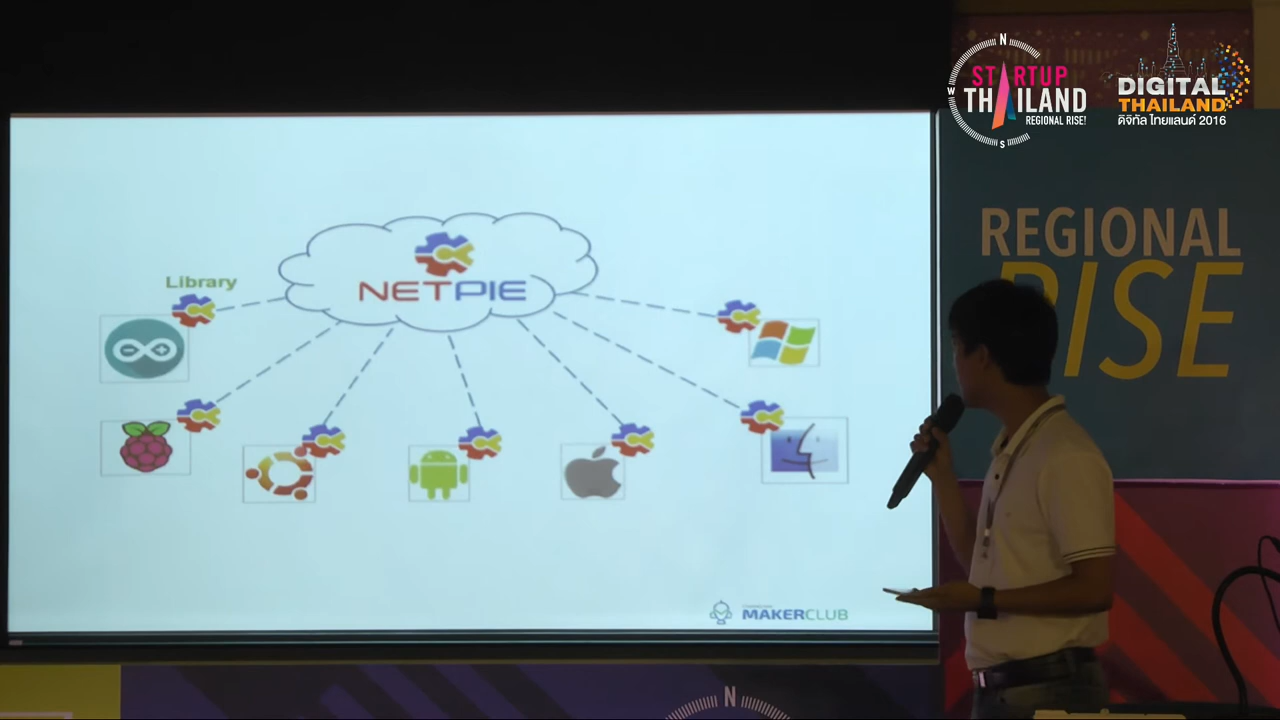 N
W
S
STARTUP
THAILAND
REGIONAL RISE!
DIGITAL
THAILAND
ดิจิทัล ไทยแลนด์ 2016
REGIONAL
RISE
Library
NETPIE
MAKERCLUB
N